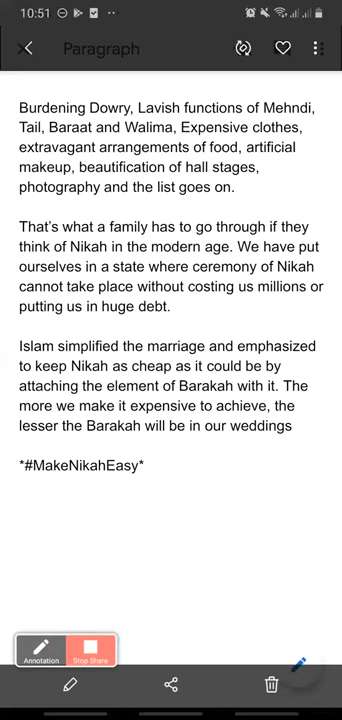 10:51
Paragraph
Burdening Dowry, Lavish functions of Mehndi,
Tail, Baraat and Walima, Expensive clothes,
extravagant arrangements of food, artificial
makeup, beautification of hall stages,
photography and the list goes on.
That's what a family has to go through if they
think of Nikah in the modern age. We have put
ourselves in a state where ceremony of Nikah
cannot take place without costing us millions or
putting us in huge debt.
Islam simplified the marriage and emphasized
to keep Nikah as cheap as it could be by
attaching the element of Barakah with it. The
more we make it expensive to achieve, the
lesser the Barakah will be in our weddings
*#MakeNikahEasy*
Annotation Stop Share